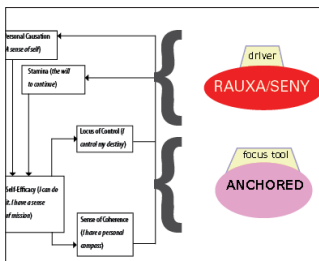 ersonal Causation
A sense of self)
Stamina (the will
to continue)
Locus of Control (I
control my destiny)
Self-Efficacy (I can do
it. I have a sense
of mission)
Sense of Coherence
(I have a personal
compass)
driver
RAUXA/SENY
focus tool
ANCHORED